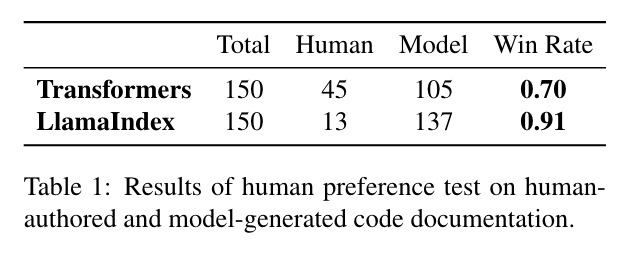 Total Human Model Win Rate
Transformers 150 45 105 0.70
LlamaIndex 150 13 137 0.91
Table 1: Results of human preference test on human-
authored and model-generated code documentation.